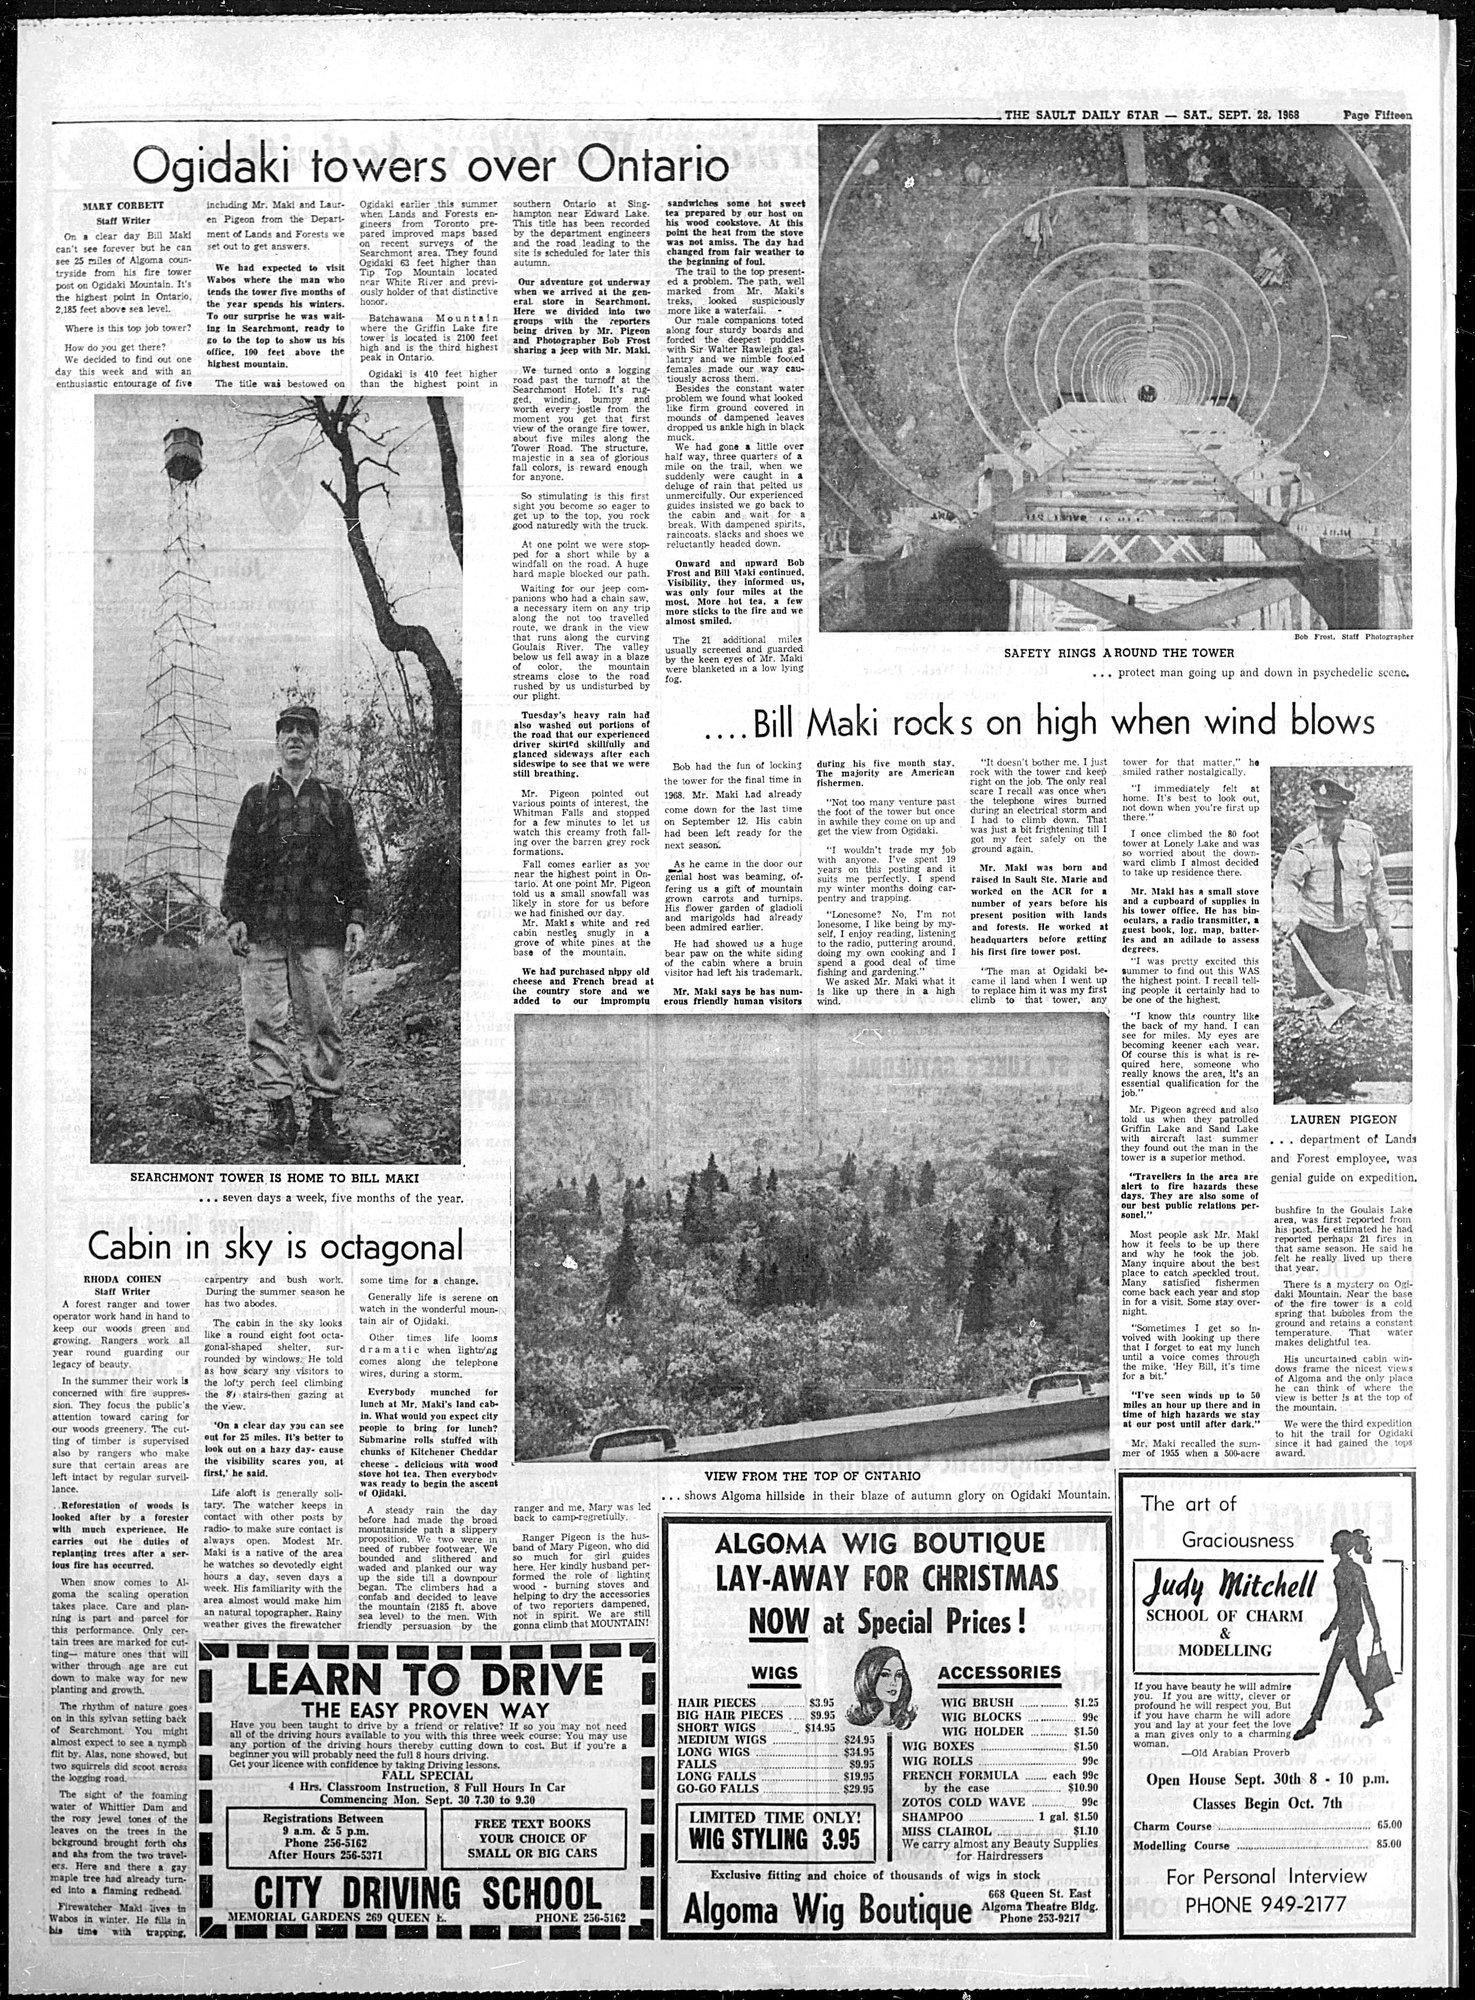 THE SAULT DAILY STAR — SAT., SEPT. 28, 1968 Page Fifteen
Ogidaki towers over Ontario
MARY CORBETT
Staff Writer
On a clear day Bill Maki
can't see forever but he can
see 25 miles of Algoma coun-
tryside from his fire tower
post on Ogidaki Mountain. It's
the highest point in Ontario,
2,185 feet above sea level.
Where is this top job tower?
How do you get there?
We decided to find out one
day this week and with an
enthusiastic entourage of five
including Mr. Maki and Laur-
en Pigeon from the Depart-
ment of Lands and Forests we
set out to get answers.
We had expected to visit
Wabos where the man who
tends the tower five months of
the year spends his winters.
To our surprise he was wait-
ing in Searchmont, ready to
go to the top to show us his
office, 100 feet above the
highest mountain.
The title was bestowed on
Ogidaki earlier this summer
when Lands and Forests en-
gineers from Toronto pre-
pared improved maps based
on recent surveys of the
Searchmont area. They found
Ogidaki 63 feet higher than
Tip Top Mountain located
near White River and previ-
ously holder of that distinctive
honor.
Batchawana Mountain
where the Griffin Lake fire
tower is located is 2100 feet
high and is the third highest
peak in Ontario.
Ogidaki is 410 feet higher
than the highest point in
southern Ontario at Sing-
hampton near Edward Lake.
This title has been recorded
by the department engineers
and the road leading to the
site is scheduled for later this
autumn.
Our adventure got underway
when we arrived at the gen-
eral store in Searchmont.
Here we divided into two
groups with the reporters
being driven by Mr. Pigeon
and Photographer Bob Frost
sharing a jeep with Mr. Maki.
We turned onto a logging
road past the turnoff at the
Searchmont Hotel. It's rug-
ged, winding, bumpy and
worth every jostle from the
moment you get that first
view of the orange fire tower,
about five miles along the
Tower Road. The structure,
majestic in a sea of glorious
fall colors, is reward enough
for anyone.
So stimulating is this first
sight you become so eager to
get up to the top, you rock
good naturedly with the truck.
At one point we were stop-
ped for a short while by a
windfall on the road. A huge
hard maple blocked our path.
Waiting for our jeep com-
panions who had a chain saw,
a necessary item on any trip
along the not too travelled
route, we drank in the view
that runs along the curving
Goulais River. The valley
below us fell away in a blaze
of color, the mountain
streams close to the road
rushed by us undisturbed by
our plight.
Tuesday's heavy rain had
also washed out portions of
the road that our experienced
driver skirted skillfully and
glanced sideways after each
sideswipe to see that we were
still breathing.
Mr. Pigeon pointed out
various points of interest, the
Whitman Falls and stopped
for a few minutes to let us
watch this creamy froth fall-
ing over the barren grey rock
formations.
Fall comes earlier as you
near the highest point in On-
tario. At one point Mr. Pigeon
told us a small snowfall was
likely in store for us before
we had finished our day.
Mr. Maki's white and red
cabin nestles snugly in a
grove of white pines at the
base of the mountain.
We had purchased nippy old
cheese and French bread at
the country store and we
added to our impromptu
sandwiches some hot sweet
tea prepared by our host on
his wood cookstove. At this
point the heat from the stove
was not amiss. The day had
changed from fair weather to
the beginning of foul.
The trail to the top present-
ed a problem. The path, well
marked from Mr. Maki's
treks, looked suspiciously
more like a waterfall.
Our male companions toted
along four sturdy boards and
forded the deepest puddles
with Sir Walter Rawleigh gal-
lantry and we nimble footed
females made our way cau-
tiously across them.
Besides the constant water
problem we found what looked
like firm ground covered in
mounds of dampened leaves
dropped us ankle high in black
muck.
We had gone a little over
half way, three quarters of a
mile on the trail, when we
suddenly were caught in a
deluge of rain that pelted us
unmercifully. Our experienced
guides insisted we go back to
the cabin and wait for a
break. With dampened spirits,
raincoats, slacks and shoes we
reluctantly headed down.
Onward and upward Bob
Frost and Bill Maki continued,
Visibility, they informed us,
was only four miles at the
most. More hot tea, a few
more sticks to the fire and we
almost smiled.
The 21 additional miles
usually screened and guarded
by the keen eyes of Mr. Maki
were blanketed in a low lying
fog.
Bob Frost, Staff Photographer
SAFETY RINGS AROUND THE TOWER
... protect man going up and down in psychedelic scene.
....Bill Maki rocks on high when wind blows
Bob had the fun of locking
the tower for the final time in
1968. Mr. Maki had already
come down for the last time
on September 12. His cabin
had been left ready for the
next season.
As he came in the door our
genial host was beaming, of-
fering us a gift of mountain
grown carrots and turnips.
His flower garden of gladioli
and marigolds had already
been admired earlier.
He had showed us a huge
bear paw on the white siding
of the cabin where a bruin
visitor had left his trademark.
Mr. Maki says he has num-
erous friendly human visitors
during his five month stay.
The majority are American
fishermen.
"Not too many venture past
the foot of the tower but once
in awhile they come on up and
get the view from Ogidaki.
"I wouldn't trade my job
with anyone. I've spent 19
years on this posting and it
suits me perfectly. I spend
my winter months doing car-
pentry and trapping.
"Lonesome? No, I'm not
lonesome, I like being by my-
self, I enjoy reading, listening
to the radio, puttering around,
doing my own cooking and I
spend a good deal of time
fishing and gardening."
We asked Mr. Maki what it
is like up there in a high
wind.
"It doesn't bother me. I just
rock with the tower and keep
right on the job. The only real
scare I recall was once when
the telephone wires burned
during an electrical storm and
I had to climb down. That
was just a bit frightening till I
got my feet safely on the
ground again.
Mr. Maki was born and
raised in Sault Ste. Marie and
worked on the ACR for a
number of years before his
present position with lands
and forests. He worked at
headquarters before getting
his first fire tower post.
"The man at Ogidaki be-
came ill and when I went up
to replace him it was my first
climb to that tower, any
tower for that matter," he
smiled rather nostalgically.
"I immediately felt at
home. It's best to look out,
not down when you're first up
there."
I once climbed the 80 foot
tower at Lonely Lake and was
so worried about the down-
ward climb I almost decided
to take up residence there.
Mr. Maki has a small stove
and a cupboard of supplies in
his tower office. He has bin-
oculars, a radio transmitter, a
guest book, log, map, batter-
ies and an adilade to assess
degrees.
"I was pretty excited this
summer to find out this WAS
the highest point. I recall tell-
ing people it certainly had to
be one of the highest.
"I know this country like
the back of my hand. I can
see for miles. My eyes are
becoming keener each year.
Of course this is what is re-
quired here, someone who
really knows the area, it's an
essential qualification for the
job."
Mr. Pigeon agreed and also
told us when they patrolled
Griffin Lake and Sand Lake
with aircraft last summer
they found out the man in the
tower is a superior method.
"Travellers in the area are
alert to fire hazards these
days. They are also some of
our best public relations per-
sonel."
Most people ask Mr. Maki
how it feels to be up there
and why he took the job.
Many inquire about the best
place to catch speckled trout.
Many satisfied fishermen
come back each year and stop
in for a visit. Some stay over-
night.
"Sometimes I get so in-
volved with looking up there
that I forget to eat my lunch
until a voice comes through
the mike. 'Hey Bill, it's time
for a bit.'
"I've seen winds up to 50
miles an hour up there and in
time of high hazards we stay
at our post until after dark."
Mr. Maki recalled the sum-
mer of 1955 when a 500-acre
LAUREN PIGEON
... department of Lands
and Forest employee, was
genial guide on expedition.
bushfire in the Goulais Lake
area, was first reported from
his post. He estimated he had
reported perhaps 21 fires in
that same season. He said he
felt he really lived up there
that year.
There is a mystery on Ogi-
daki Mountain. Near the base
of the fire tower is a cold
spring that bubbles from the
ground and retains a constant
temperature. That water
makes delightful tea.
His uncurtained cabin win-
dows frame the nicest views
of Algoma and the only place
he can think of where the
view is better is at the top of
the mountain.
We were the third expedition
to hit the trail for Ogidaki
since it had gained the tops
award.
SEARCHMONT TOWER IS HOME TO BILL MAKI
... seven days a week, five months of the year.
VIEW FROM THE TOP OF ONTARIO
... shows Algoma hillside in their blaze of autumn glory on Ogidaki Mountain.
Cabin in sky is octagonal
RHODA COHEN
Staff Writer
A forest ranger and tower
operator work hand in hand to
keep our woods green and
growing. Rangers work all
year round guarding our
legacy of beauty.
In the summer their work is
concerned with fire suppres-
sion. They focus the public's
attention toward caring for
our woods greenery. The cut-
ting of timber is supervised
also by rangers who make
sure that certain areas are
left intact by regular surveil-
lance.
..Reforestation of woods is
looked after by a forester
with much experience. He
carries out the duties of
replanting trees after a ser-
ious fire has occurred.
When snow comes to Al-
goma the scaling operation
takes place. Care and plan-
ning is part and parcel for
this performance. Only cer-
tain trees are marked for cut-
ting— mature ones that will
wither through age are cut
down to make way for new
planting and growth.
The rhythm of nature goes
on in this sylvan setting back
of Searchmont. You might
almost expect to see a nymph
flit by. Alas, none showed, but
two squirrels did scoot across
the logging road.
The sight of the foaming
water of Whittier Dam and
the rosy jewel tones of the
leaves on the trees in the
bckground brought forth ohs
and ahs from the two travel-
ers. Here and there a gay
maple tree had already turn-
ed into a flaming redhead.
Firewatcher Maki lives in
Wabos in winter. He fills in
his time with trapping,
carpentry and bush work.
During the summer season he
has two abodes.
The cabin in the sky looks
like a round eight foot octa-
gonal-shaped shelter, sur-
rounded by windows. He told
us how scary any visitors to
the lofty perch feel climbing
the 80 stairs-then gazing at
the view.
'On a clear day you can see
out for 25 miles. It's better to
look out on a hazy day- cause
the visibility scares you, at
first,' he said.
Life aloft is generally soli-
tary. The watcher keeps in
contact with other posts by
radio- to make sure contact is
always open. Modest Mr.
Maki is a native of the area
he watches so devotedly eight
hours a day, seven days a
week. His familiarity with the
area almost would make him
an natural topographer. Rainy
weather gives the firewatcher
some time for a change.
Generally life is serene on
watch in the wonderful moun-
tain air of Ojidaki.
Other times life looms
dramatic when lightning
comes along the telephone
wires, during a storm.
Everybody munched for
lunch at Mr. Maki's land cab-
in. What would you expect city
people to bring for lunch?
Submarine rolls stuffed with
chunks of Kitchener Cheddar
cheese - delicious with wood
stove hot tea. Then everybody
was ready to begin the ascent
of Ojidaki.
A steady rain the day
before had made the broad
mountainside path a slippery
proposition. We two were in
need of rubber footwear. We
bounded and slithered and
waded and planked our way
up the side till a downpour
began. The climbers had a
confab and decided to leave
the mountain (2185 ft. above
sea level) to the men. With
friendly persuasion by the
ranger and me, Mary was led
back to camp-regretfully.
Ranger Pigeon is the hus-
band of Mary Pigeon, who did
so much for girl guides
here. Her kindly husband per-
formed the role of lighting
wood - burning stoves and
helping to dry the accessories
of two reporters dampened,
not in spirit. We are still
gonna climb that MOUNTAIN!
LEARN TO DRIVE
THE EASY PROVEN WAY
Have you been taught to drive by a friend or relative? If so you may not need
all of the driving hours available to you with this three week course: You may use
any portion of the driving hours thereby cutting down to cost. But if you're a
beginner you will probably need the full 8 hours driving.
Get your licence with confidence by taking Driving lessons.
FALL SPECIAL
4 Hrs. Classroom Instruction, 8 Full Hours In Car
Commencing Mon. Sept. 30 7.30 to 9.30
Registrations Between
9 a.m. & 5 p.m.
Phone 256-5162
After Hours 256-5371
FREE TEXT BOOKS
YOUR CHOICE OF
SMALL OR BIG CARS
CITY DRIVING SCHOOL
MEMORIAL GARDENS 269 QUEEN E. PHONE 256-5162
ALGOMA WIG BOUTIQUE
LAY-AWAY FOR CHRISTMAS
NOW at Special Prices!
WIGS
HAIR PIECES $3.95
BIG HAIR PIECES $9.95
SHORT WIGS $14.95
MEDIUM WIGS $24.95
LONG WIGS $34.95
FALLS $9.95
LONG FALLS $19.95
GO-GO FALLS $29.95
LIMITED TIME ONLY!
WIG STYLING 3.95
ACCESSORIES
WIG BRUSH $1.25
WIG BLOCKS 99c
WIG HOLDER $1.50
WIG BOXES $1.50
WIG ROLLS 99c
FRENCH FORMULA each 99c
by the case $10.90
ZOTOS COLD WAVE 99c
SHAMPOO 1 gal. $1.50
MISS CLAIROL $1.10
We carry almost any Beauty Supplies
for Hairdressers
Exclusive fitting and choice of thousands of wigs in stock
Algoma Wig Boutique
668 Queen St. East
Algoma Theatre Bldg.
Phone 253-9217
The art of
Graciousness
Judy Mitchell
SCHOOL OF CHARM
&
MODELLING
If you have beauty he will admire
you. If you are witty, clever or
profound he will respect you. But
if you have charm he will adore
you and lay at your feet the love
a man gives only to a charming
woman.
—Old Arabian Proverb
Open House Sept. 30th 8 - 10 p.m.
Classes Begin Oct. 7th
Charm Course 65.00
Modelling Course 85.00
For Personal Interview
PHONE 949-2177